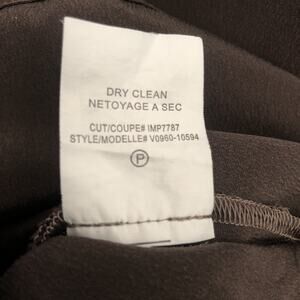 DRY CLEAN
NETOYAGE A SEC
CUT/COUPE# IMP7787
STYLE/MODELLE# V0960-10594
P